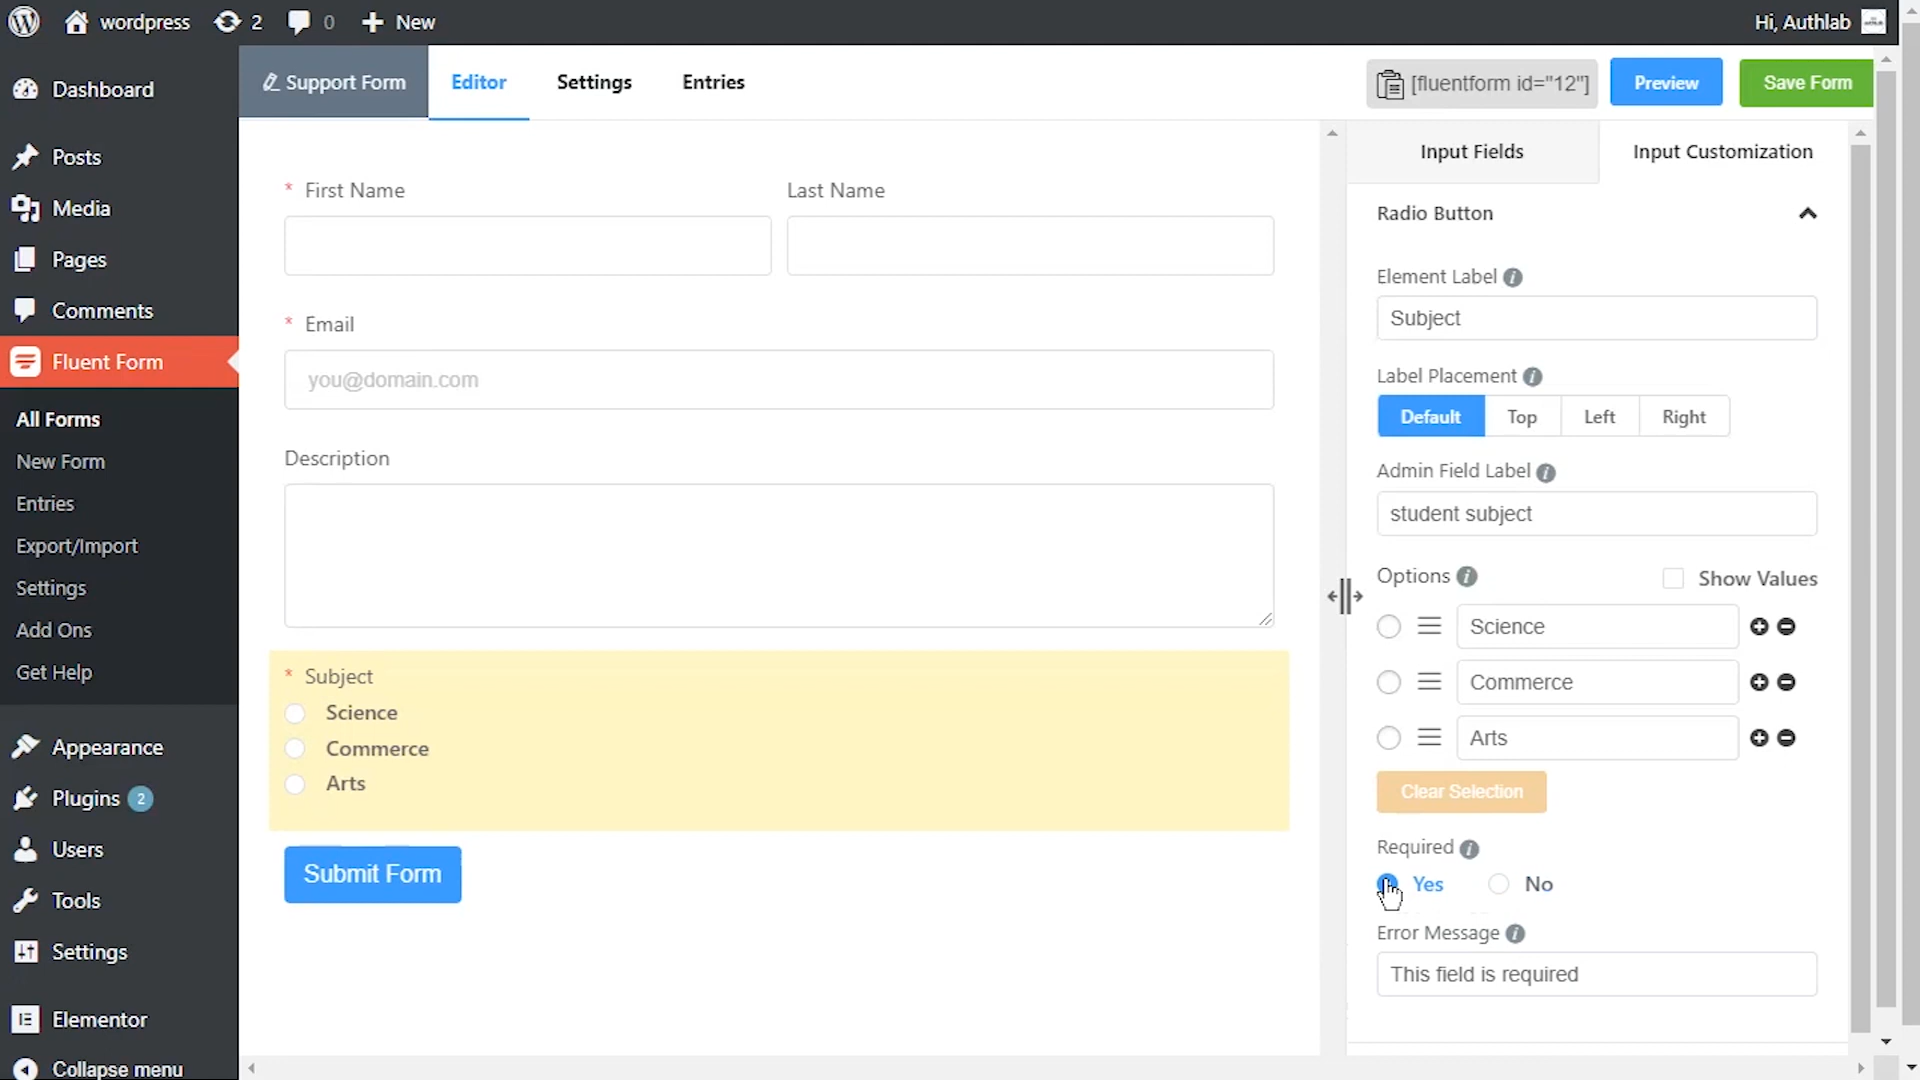 wordpress 2 0 New
Hi, Authlab
Dashboard
Posts
Media
Pages
Comments
Fluent Form
All Forms
New Form
Entries
Export/Import
Settings
Add Ons
Get Help
Appearance
Plugins 2
Users
Tools
Settings
Elementor
Collapse menu
Support Form Editor Settings Entries
[fluentform id="12"] Preview Save Form
* First Name Last Name
* Email
you@domain.com
Description
* Subject
Science
Commerce
Arts
Submit Form
Input Fields Input Customization
Radio Button
Element Label
Subject
Label Placement
Default Top Left Right
Admin Field Label
student subject
Options Show Values
Science
Commerce
Arts
Clear Selection
Required
Yes No
Error Message
This field is required